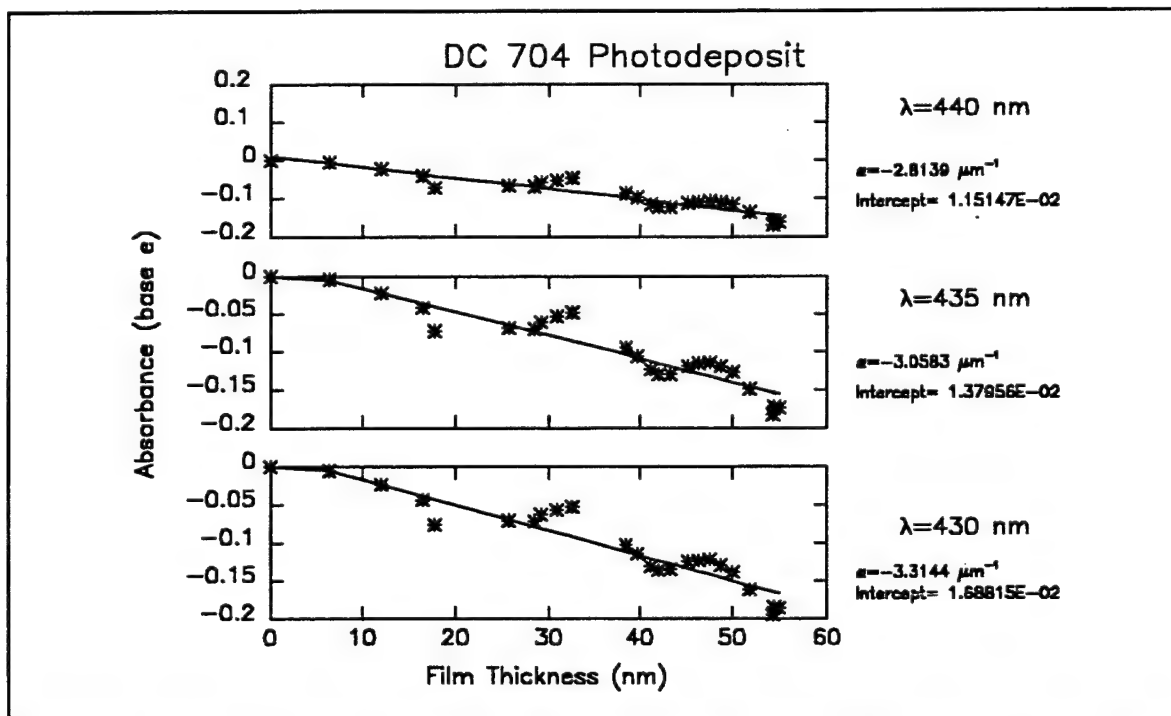 DC 704 Photodeposit
0.2
0.1
0
−0.1
−0.2
λ=440 nm
α=−2.8139 μm⁻¹
Intercept= 1.15147E−02
Absorbance (base e)
0
−0.05
−0.1
−0.15
−0.2
λ=435 nm
α=−3.0583 μm⁻¹
Intercept= 1.37956E−02
0
−0.05
−0.1
−0.15
−0.2
λ=430 nm
α=−3.3144 μm⁻¹
Intercept= 1.68815E−02
0 10 20 30 40 50 60
Film Thickness (nm)